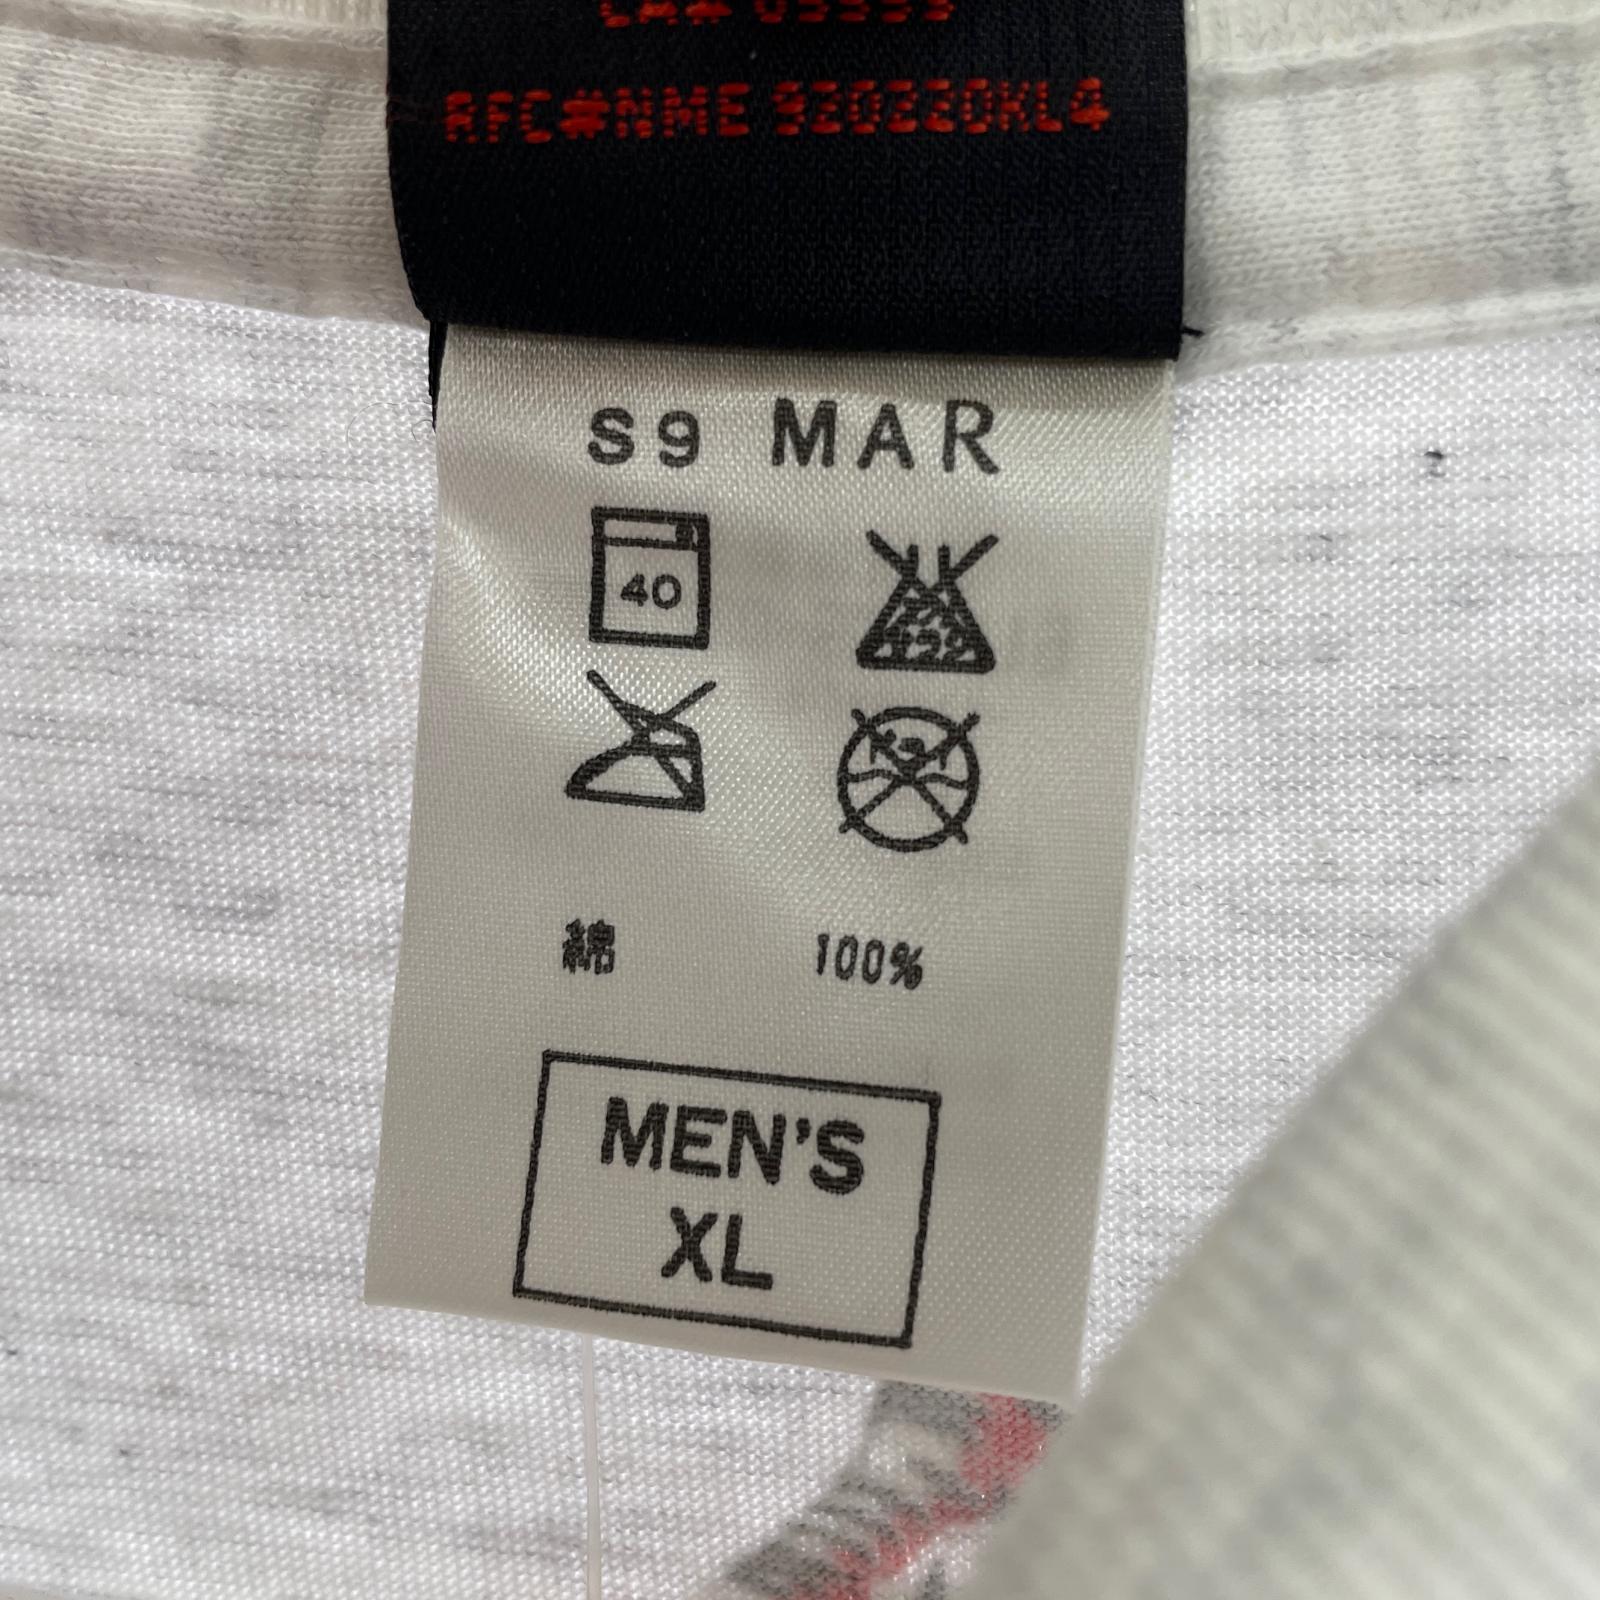 RFC#NME 920220KL4
S9 MAR
40
綿 100%
MEN'S
XL